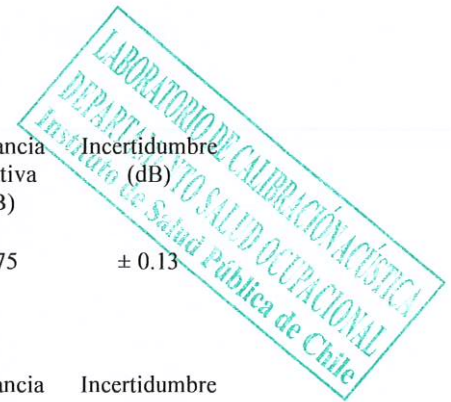 LABORATORIO DE CALIBRACIÓN ACÚSTICA
DEPARTAMENTO SALUD OCUPACIONAL
Instituto de Salud Pública de Chile
ancia Incertidumbre
tiva (dB)
B)
75 ± 0.13
ancia Incertidumbre